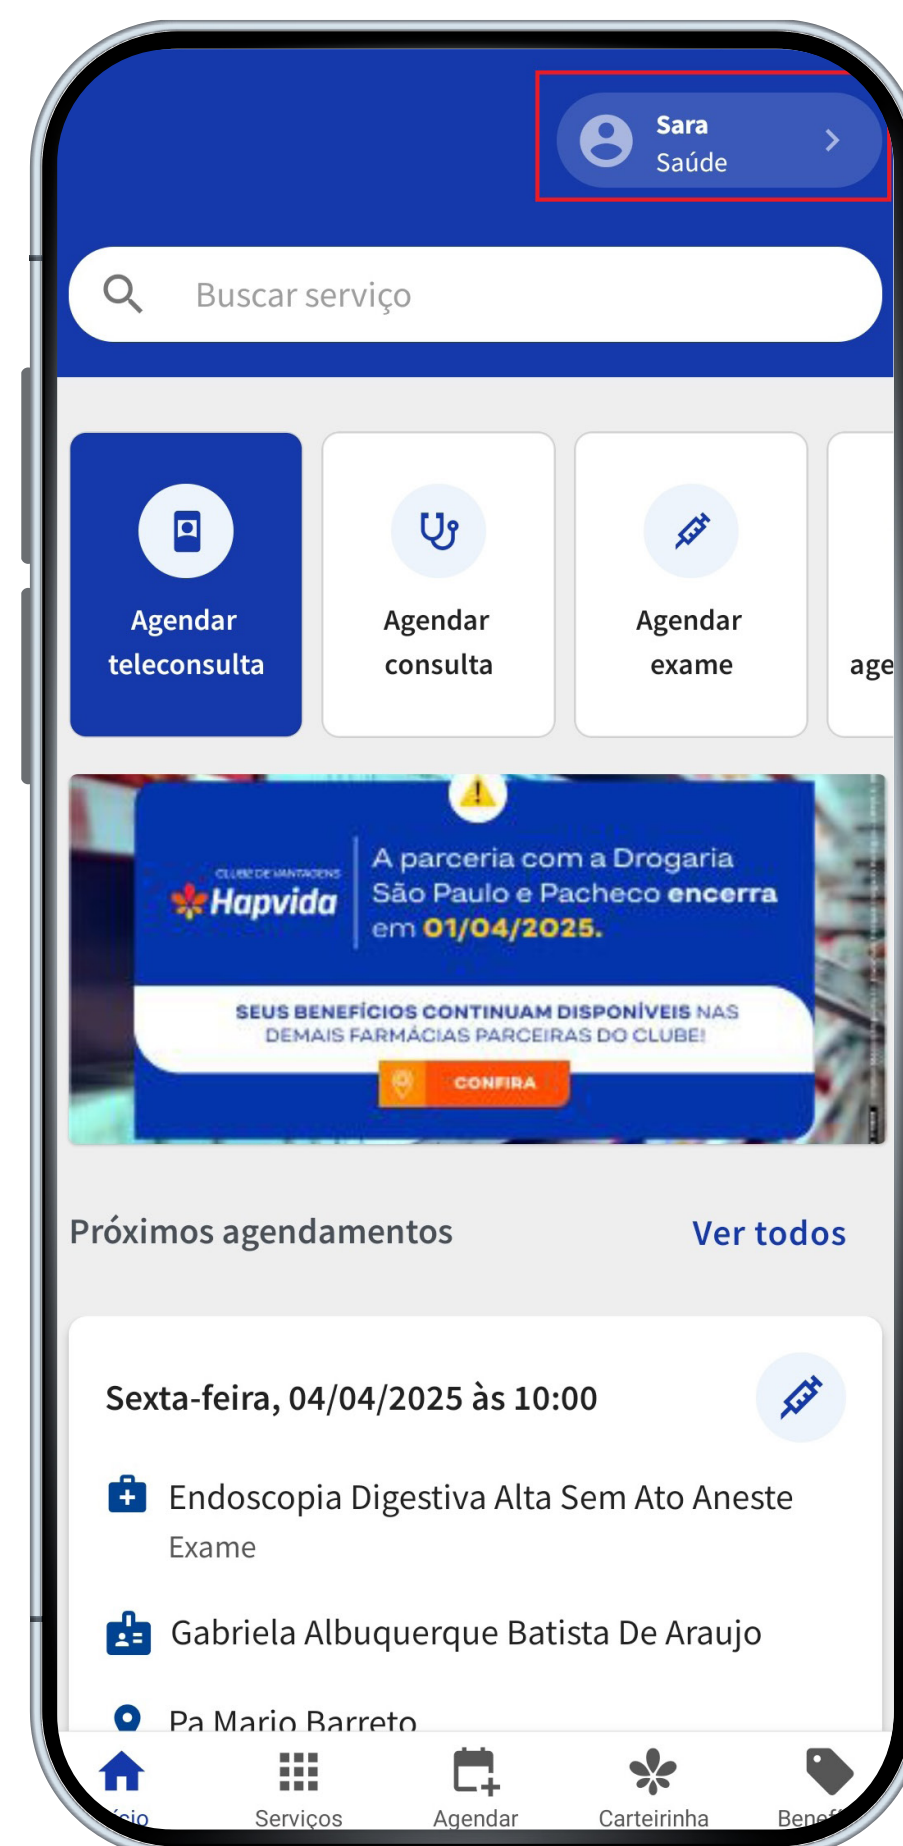 Sara
Saúde
Buscar serviço
Agendar
teleconsulta
Agendar
consulta
Agendar
exame
age
CLUBE DE VANTAGENS
Hapvida
A parceria com a Drogaria
São Paulo e Pacheco encerra
em 01/04/2025.
SEUS BENEFÍCIOS CONTINUAM DISPONÍVEIS NAS
DEMAIS FARMÁCIAS PARCEIRAS DO CLUBE!
CONFIRA
Próximos agendamentos
Ver todos
Sexta-feira, 04/04/2025 às 10:00
Endoscopia Digestiva Alta Sem Ato Aneste
Exame
Gabriela Albuquerque Batista De Araujo
Pa Mario Barreto
ício
Serviços
Agendar
Carteirinha
Benef